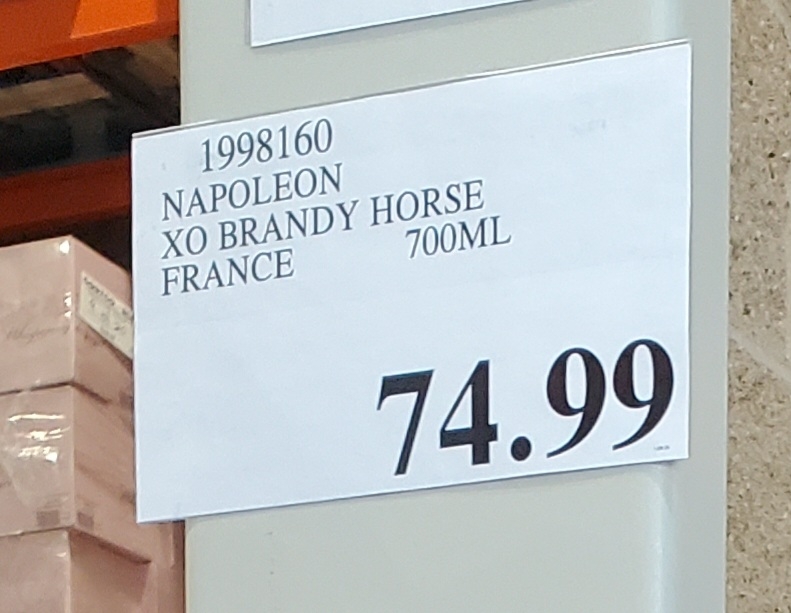 1998160
NAPOLEON
XO BRANDY HORSE
FRANCE 700ML
74.99